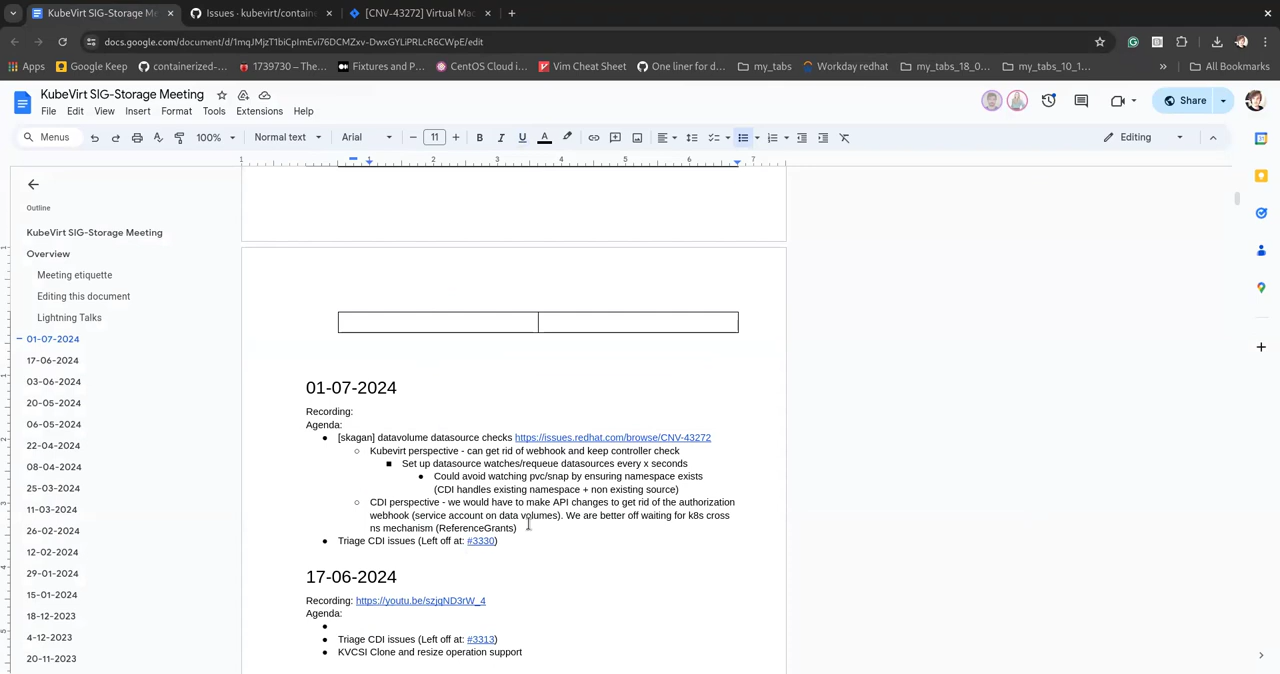 KubeVirt SIG-Storage M
Issues · kubevirt/contain
[CNV-43272] Virtual Ma
docs.google.com/document/d/1mqJMjzT1biCpImEvi76DCMZxv-DwxGYLiPRLcR6CWpE/edit
Apps
Google Keep
containerized-...
1739730 – The...
Fixtures and P...
CentOS Cloud i...
Vim Cheat Sheet
One liner for d...
my_tabs
Workday redhat
my_tabs_18_0...
my_tabs_10_1...
»
All Bookmarks
KubeVirt SIG-Storage Meeting
File Edit View Insert Format Tools Extensions Help
Share
Menus
100%
Normal text
Arial
11
B I U A
Editing
1 1 2 3 4 5 6 7
Outline
KubeVirt SIG-Storage Meeting
Overview
Meeting etiquette
Editing this document
Lightning Talks
01-07-2024
17-06-2024
03-06-2024
20-05-2024
06-05-2024
22-04-2024
08-04-2024
25-03-2024
11-03-2024
26-02-2024
12-02-2024
29-01-2024
15-01-2024
18-12-2023
4-12-2023
20-11-2023
01-07-2024
Recording:
Agenda:
● [skagan] datavolume datasource checks https://issues.redhat.com/browse/CNV-43272
○ Kubevirt perspective - can get rid of webhook and keep controller check
■ Set up datasource watches/requeue datasources every x seconds
● Could avoid watching pvc/snap by ensuring namespace exists
(CDI handles existing namespace + non existing source)
○ CDI perspective - we would have to make API changes to get rid of the authorization
webhook (service account on data volumes). We are better off waiting for k8s cross
ns mechanism (ReferenceGrants)
● Triage CDI issues (Left off at: #3330)
17-06-2024
Recording: https://youtu.be/szjqND3rW_4
Agenda:
●
● Triage CDI issues (Left off at: #3313)
● KVCSI Clone and resize operation support